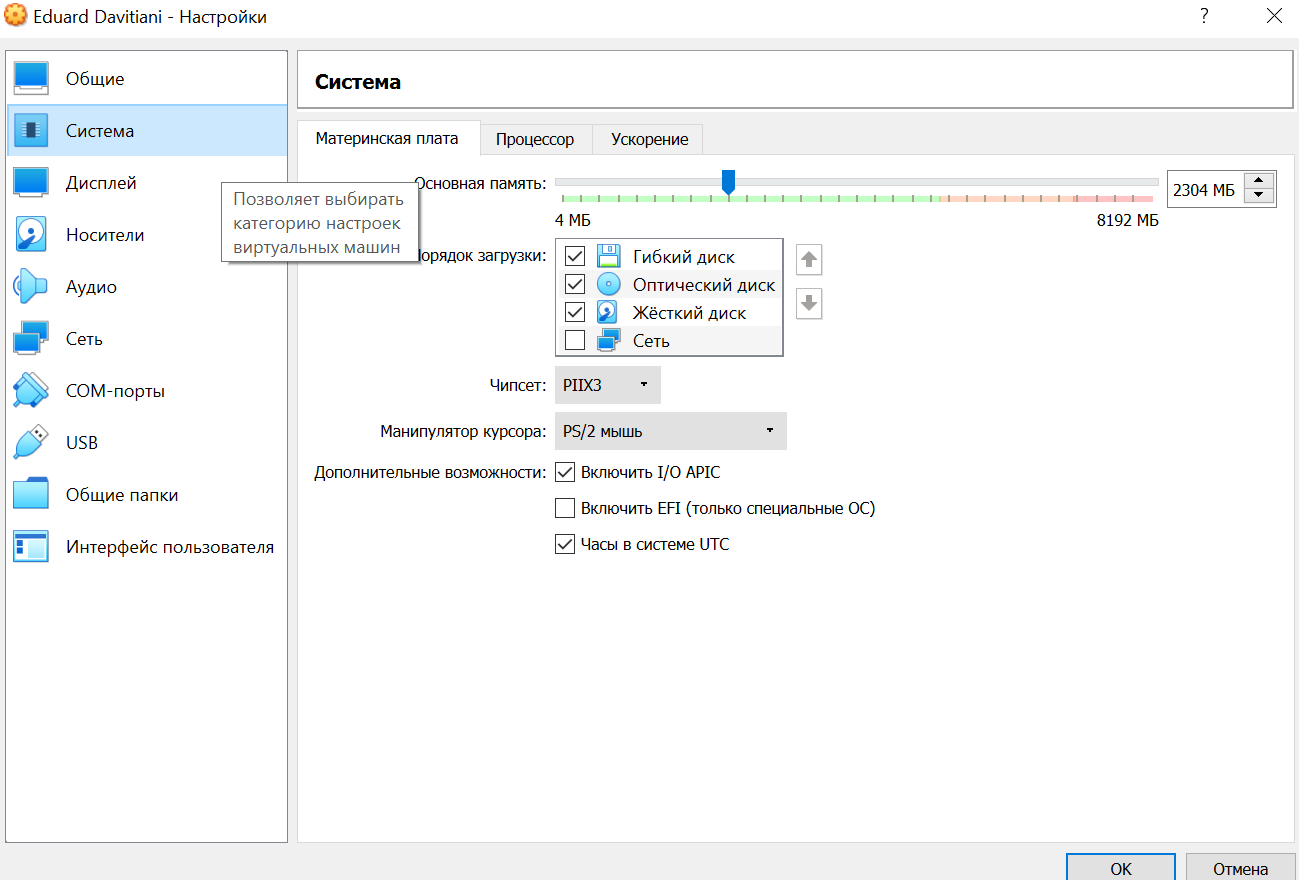 Eduard Davitiani - Настройки
?
Общие
Система
Дисплей
Носители
Аудио
Сеть
COM-порты
USB
Общие папки
Интерфейс пользователя
Позволяет выбирать
категорию настроек
виртуальных машин
Система
Материнская плата
Процессор
Ускорение
Основная память:
2304 МБ
4 МБ
8192 МБ
орядок загрузки:
Гибкий диск
Оптический диск
Жёсткий диск
Сеть
Чипсет:
PIIX3
Манипулятор курсора:
PS/2 мышь
Дополнительные возможности:
Включить I/O APIC
Включить EFI (только специальные ОС)
Часы в системе UTC
OK
Отмена